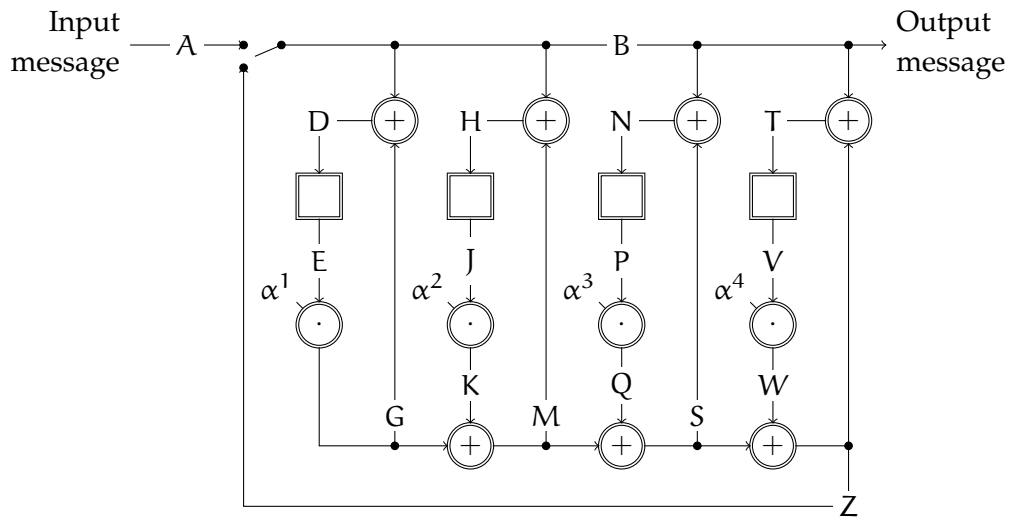 Input
message
A
B
Output
message
D
+
H
+
N
+
T
+
E
J
P
V
α¹
·
α²
·
α³
·
α⁴
·
K
Q
W
G
+
M
+
S
+
Z